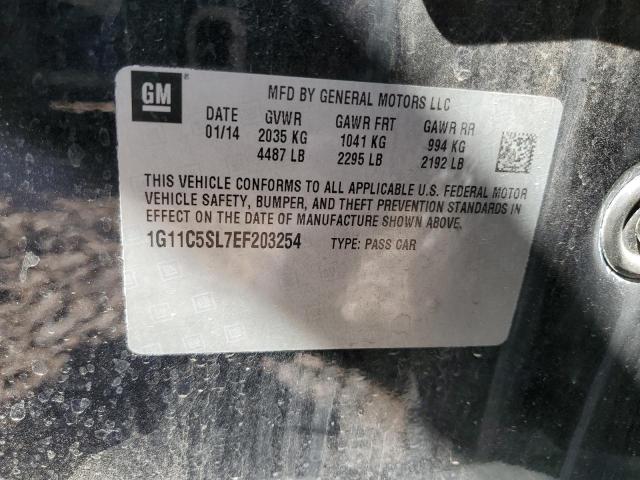 GM
MFD BY GENERAL MOTORS LLC
DATE GVWR GAWR FRT GAWR RR
01/14 2035 KG 1041 KG 994 KG
4487 LB 2295 LB 2192 LB
THIS VEHICLE CONFORMS TO ALL APPLICABLE U.S. FEDERAL MOTOR
VEHICLE SAFETY, BUMPER, AND THEFT PREVENTION STANDARDS IN
EFFECT ON THE DATE OF MANUFACTURE SHOWN ABOVE.
1G11C5SL7EF203254 TYPE: PASS CAR